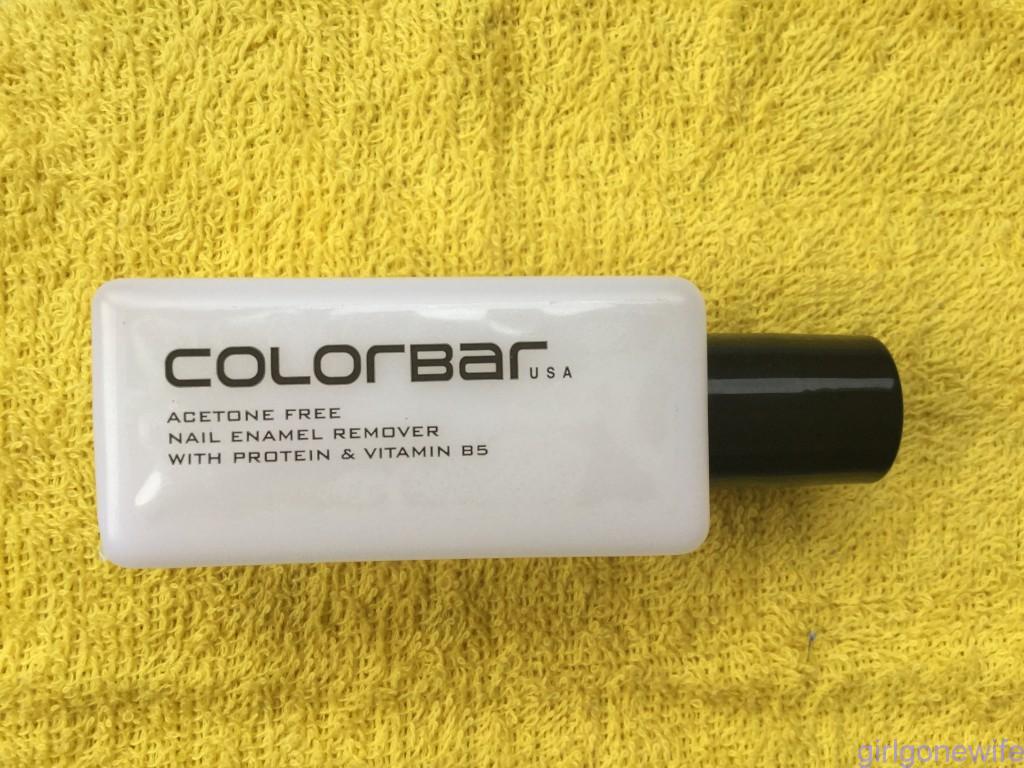 COLORBAR USA
ACETONE FREE
NAIL ENAMEL REMOVER
WITH PROTEIN & VITAMIN B5
girlgonewife